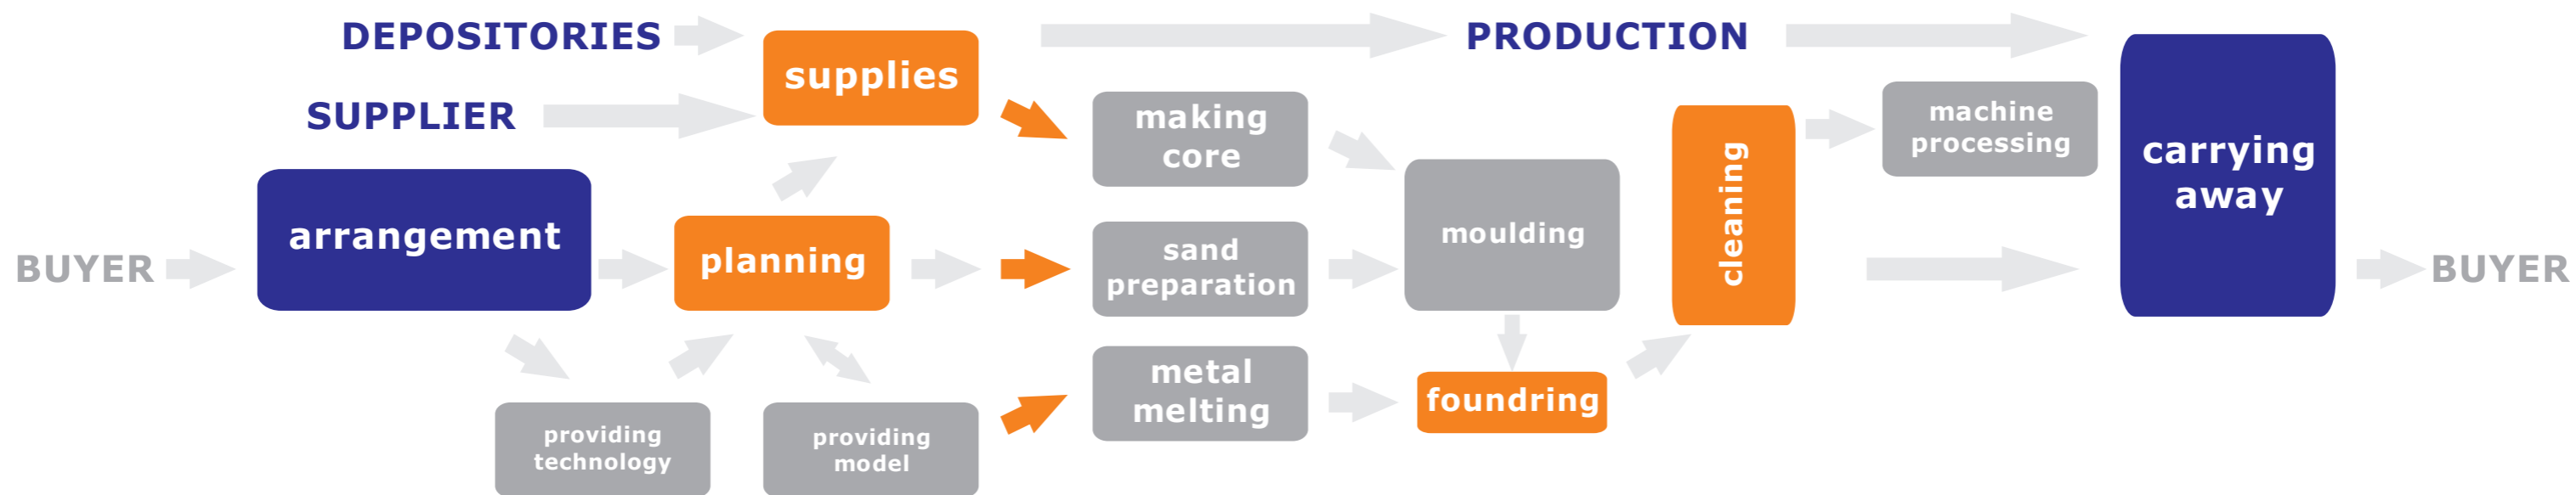 DEPOSITORIES
PRODUCTION
supplies
SUPPLIER
making
core
machine
processing
carrying
away
cleaning
arrangement
planning
sand
preparation
moulding
BUYER
BUYER
metal
melting
foundring
providing
technology
providing
model